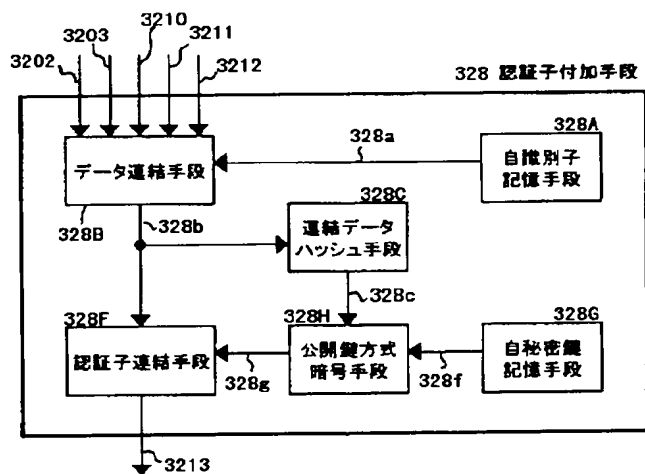 3210
3203
3211
3202
3212
328 認証子付加手段
328a
328A
データ連結手段
自識別子
記憶手段
328B
328b
328C
連結データ
ハッシュ手段
328c
328F
328H
328G
認証子連結手段
公開鍵方式
暗号手段
自秘密鍵
記憶手段
328g
328f
3213